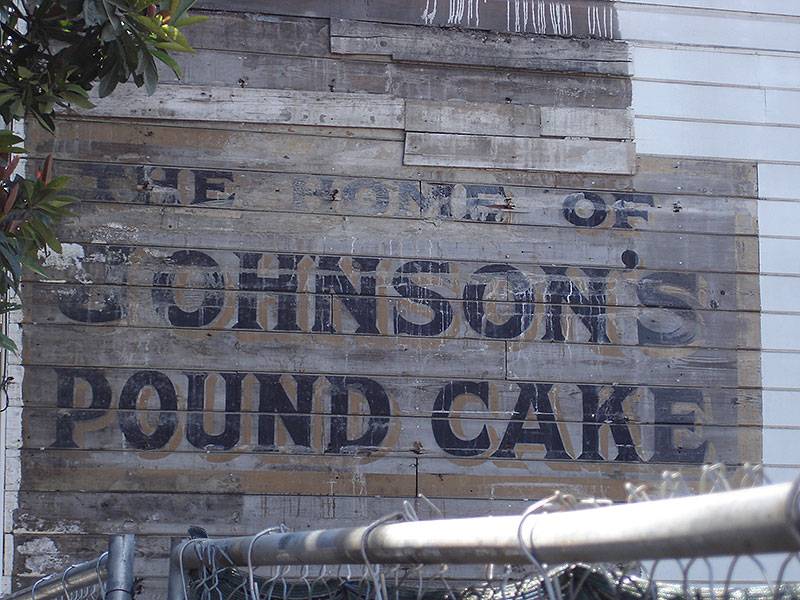 THE HOME OF
JOHNSON'S
POUND CAKE